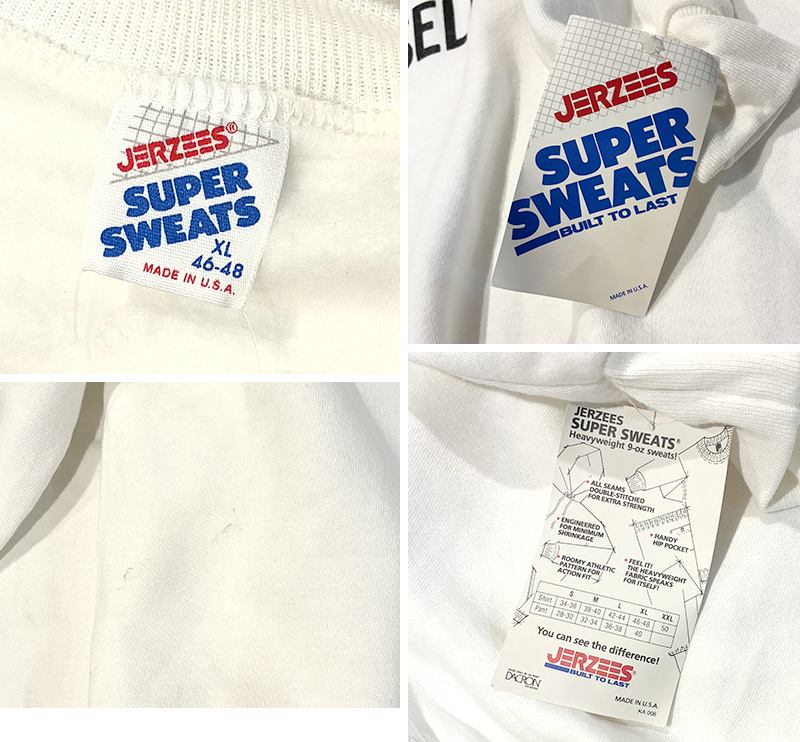 JERZEES®
SUPER
SWEATS
XL
46-48
MADE IN U.S.A.
SEL
JERZEES®
SUPER
SWEATS
BUILT TO LAST
MADE IN U.S.A.
JERZEES
SUPER SWEATS®
Heavyweight 9-oz sweats!
* ALL SEAMS
DOUBLE-STITCHED
FOR EXTRA STRENGTH
* ENGINEERED
FOR MINIMUM
SHRINKAGE
* HANDY
HIP POCKET
* ROOMY ATHLETIC
PATTERN FOR
ACTION FIT
* FEEL IT!
THE HEAVYWEIGHT
FABRIC SPEAKS
FOR ITSELF!
S M L XL XXL
Shirt 34-36 38-40 42-44 46-48 50
Pant 28-30 32-34 36-38 40
You can see the difference!
JERZEES®
BUILT TO LAST
DACRON
MADE IN U.S.A.
KA 006